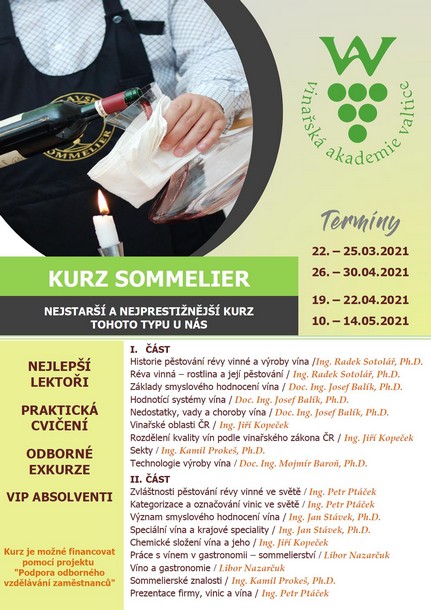 vinařská akademie valtice
SOMMELIER
Termíny
22. – 25.03.2021
26. – 30.04.2021
19. – 22.04.2021
10. – 14.05.2021
KURZ SOMMELIER
NEJSTARŠÍ A NEJPRESTIŽNĚJŠÍ KURZ
TOHOTO TYPU U NÁS
NEJLEPŠÍ
LEKTOŘI
PRAKTICKÁ
CVIČENÍ
ODBORNÉ
EXKURZE
VIP ABSOLVENTI
Kurz je možné financovat
pomocí projektu
"Podpora odborného
vzdělávání zaměstnanců"
I. ČÁST
Historie pěstování révy vinné a výroby vína /Ing. Radek Sotolář, Ph.D.
Réva vinná – rostlina a její pěstování / Ing. Radek Sotolář, Ph.D.
Základy smyslového hodnocení vína / Doc. Ing. Josef Balík, Ph.D.
Hodnotící systémy vína / Doc. Ing. Josef Balík, Ph.D.
Nedostatky, vady a choroby vína / Doc. Ing. Josef Balík, Ph.D.
Vinařské oblasti ČR / Ing. Jiří Kopeček
Rozdělení kvality vín podle vinařského zákona ČR / Ing. Jiří Kopeček
Sekty / Ing. Kamil Prokeš, Ph.D.
Technologie výroby vína / Doc. Ing. Mojmír Baroň, Ph.D.
II. ČÁST
Zvláštnosti pěstování révy vinné ve světě / Ing. Petr Ptáček
Kategorizace a označování vinic ve světě / Ing. Petr Ptáček
Význam smyslového hodnocení vína / Ing. Jan Stávek, Ph.D.
Speciální vína a krajové speciality / Ing. Jan Stávek, Ph.D.
Chemické složení vína a jeho / Ing. Jiří Kopeček
Práce s vínem v gastronomii – sommelierství / Libor Nazarčuk
Víno a gastronomie / Libor Nazarčuk
Sommelierské znalosti / Ing. Kamil Prokeš, Ph.D.
Prezentace firmy, vinic a vína / Ing. Petr Ptáček